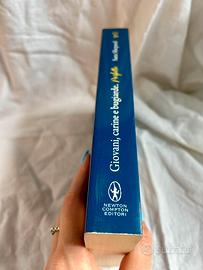 Giovani, carine e bugiarde. Perfette
Sara Shepard
NEWTON
COMPTON
EDITORI